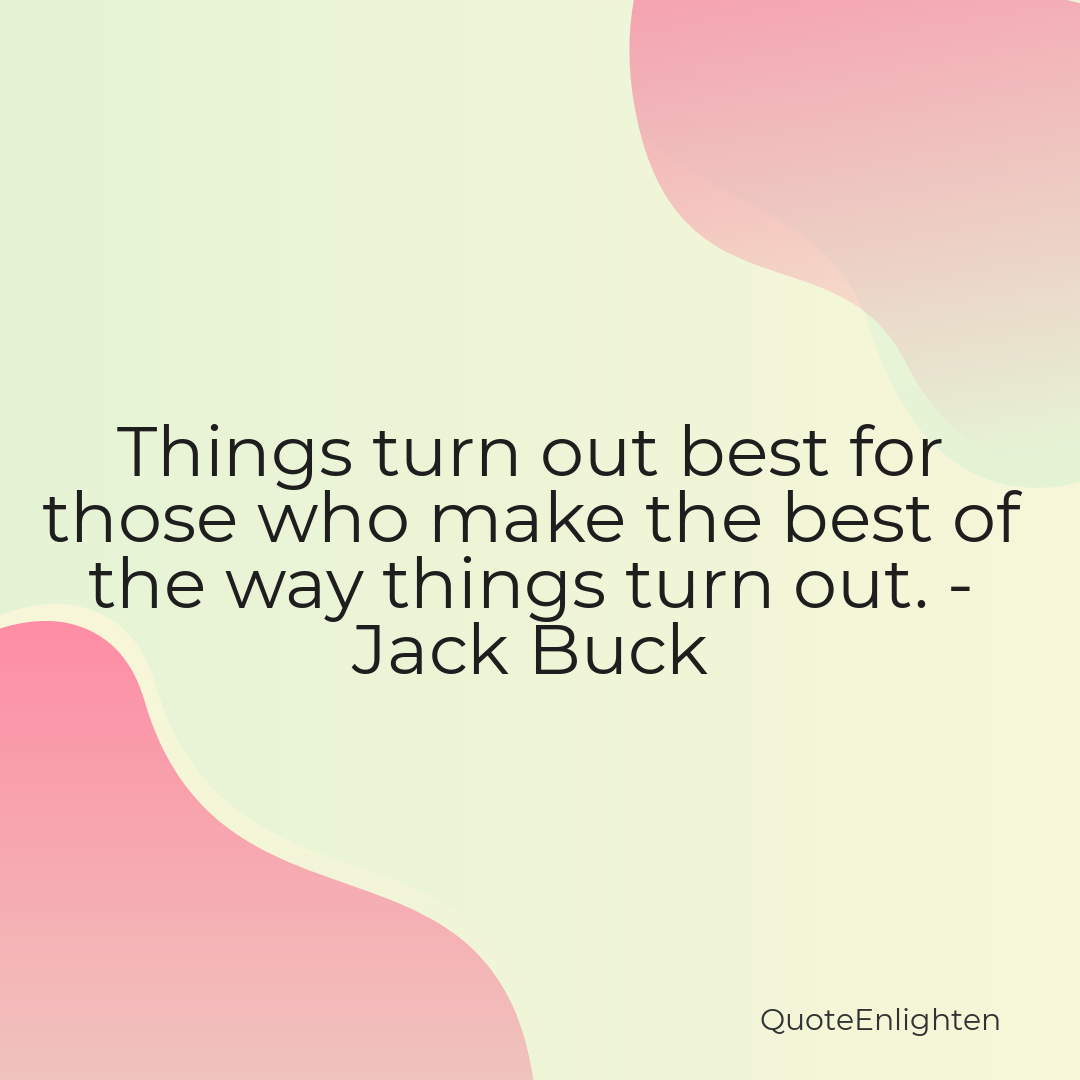 Things turn out best for
those who make the best of
the way things turn out. -
Jack Buck
QuoteEnlighten